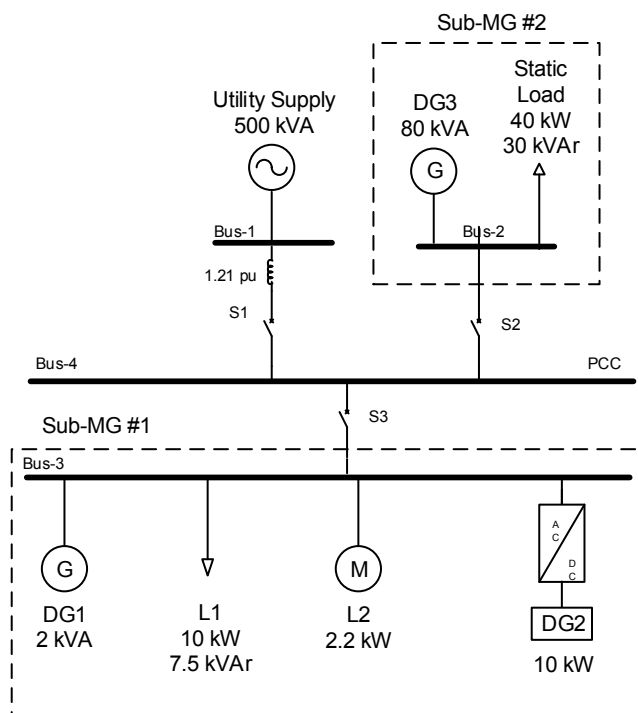 Sub-MG #2
Utility Supply
500 kVA
DG3
80 kVA
Static
Load
40 kW
30 kVAr
G
Bus-1
Bus-2
1.21 pu
S1
S2
Bus-4
PCC
S3
Sub-MG #1
Bus-3
A
C
D
C
G
M
DG1
2 kVA
L1
10 kW
7.5 kVAr
L2
2.2 kW
DG2
10 kW